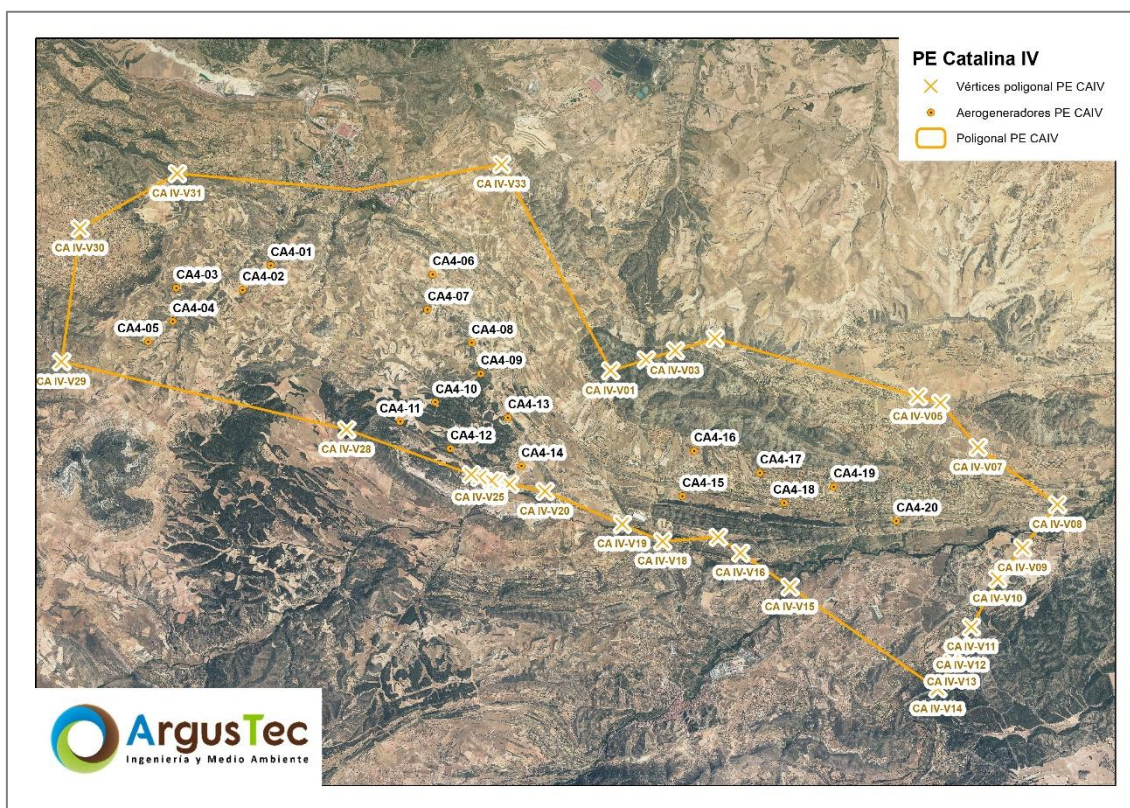 PE Catalina IV
Vértices poligonal PE CAIV
Aerogeneradores PE CAIV
Poligonal PE CAIV
CA IV-V31
CA IV-V33
CA IV-V30
CA4-01
CA4-06
CA4-03
CA4-02
CA4-07
CA4-04
CA4-05
CA4-08
CA IV-V29
CA4-09
CA IV-V01
CA IV-V03
CA4-10
CA4-11
CA4-13
CA IV-V05
CA IV-V28
CA4-12
CA4-16
CA IV-V07
CA4-14
CA4-17
CA4-19
CA IV-V25
CA4-15
CA4-18
CA IV-V20
CA4-20
CA IV-V08
CA IV-V19
CA IV-V18
CA IV-V16
CA IV-V09
CA IV-V10
CA IV-V15
CA IV-V11
CA IV-V12
CA IV-V13
CA IV-V14
ArgusTec
Ingeniería y Medio Ambiente